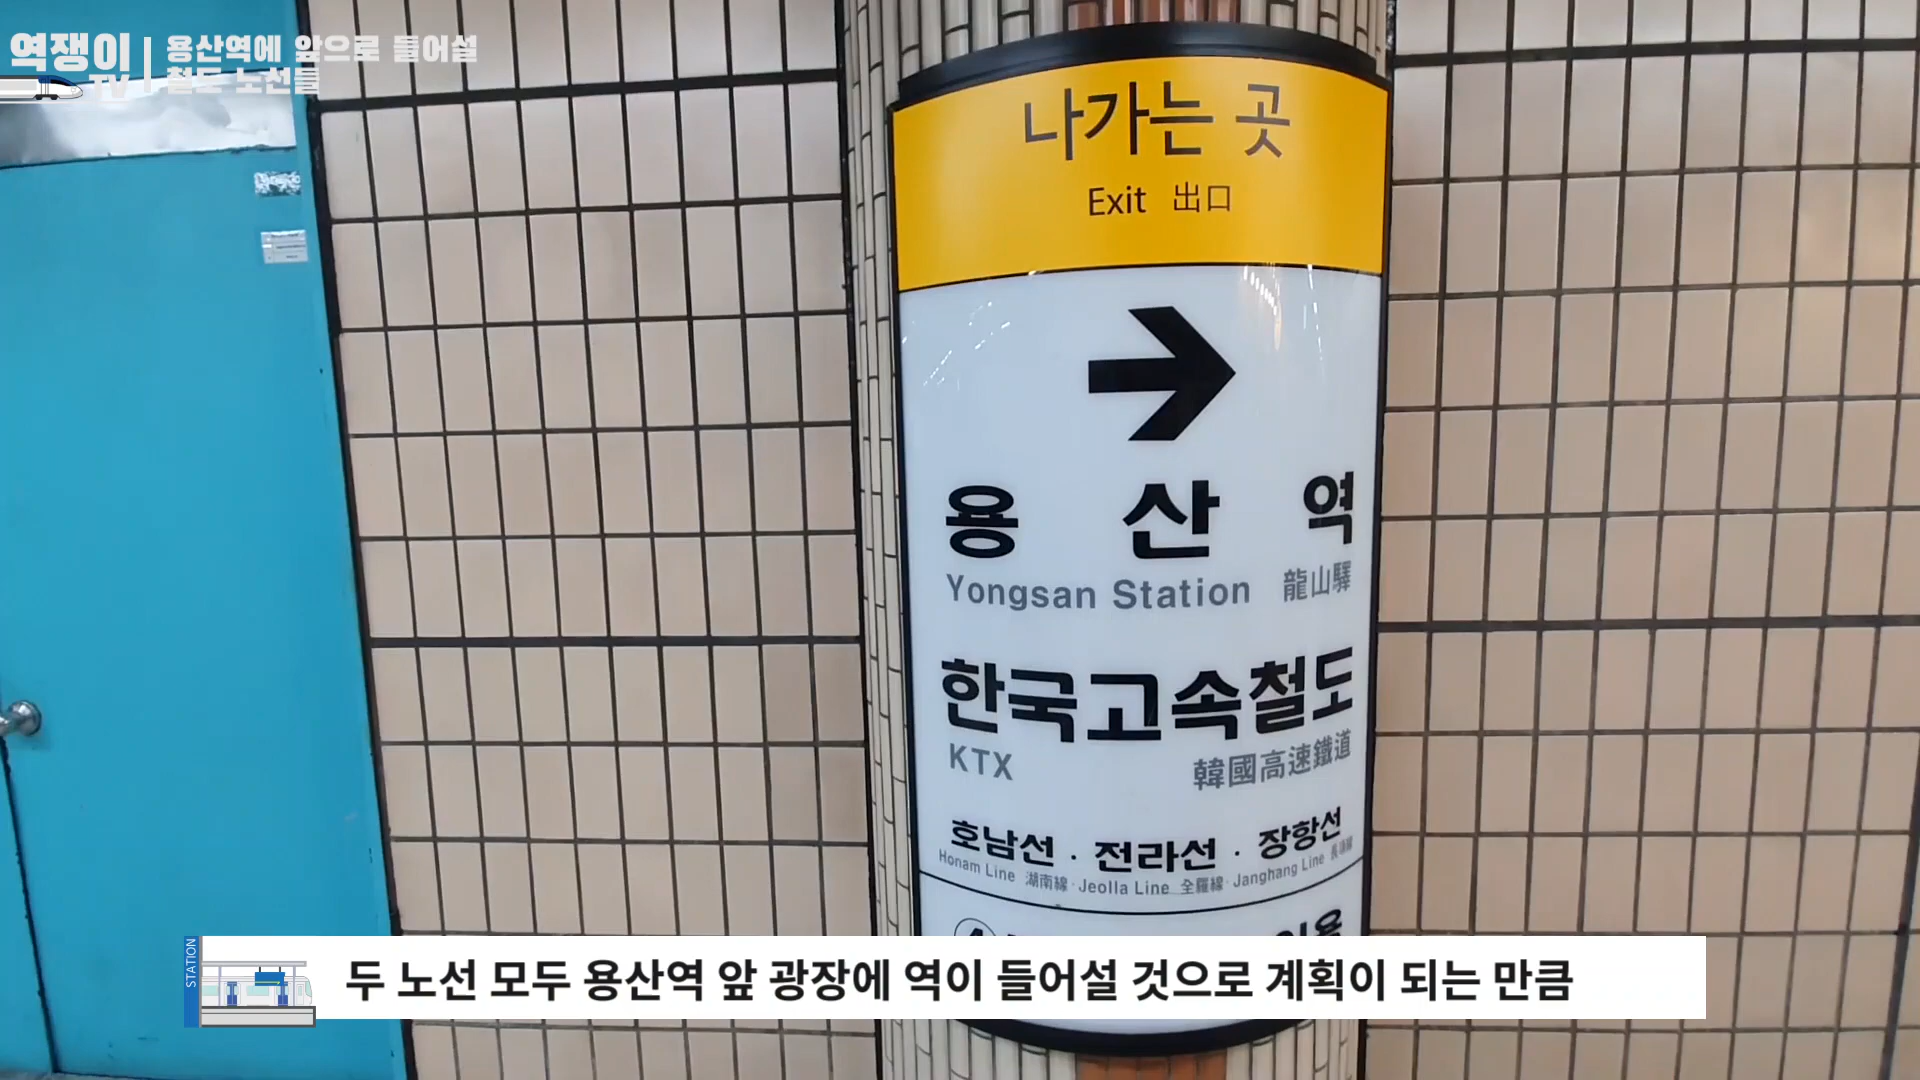 역쟁이
TV
용산역에 앞으로 들어설
철도 노선들
나가는 곳
Exit 出口
용산역
Yongsan Station 龍山驛
한국고속철도
KTX 韓國高速鐵道
호남선 · 전라선 · 장항선
Honam Line 湖南線 · Jeolla Line 全羅線 · Janghang Line 長項線
STATION
두 노선 모두 용산역 앞 광장에 역이 들어설 것으로 계획이 되는 만큼